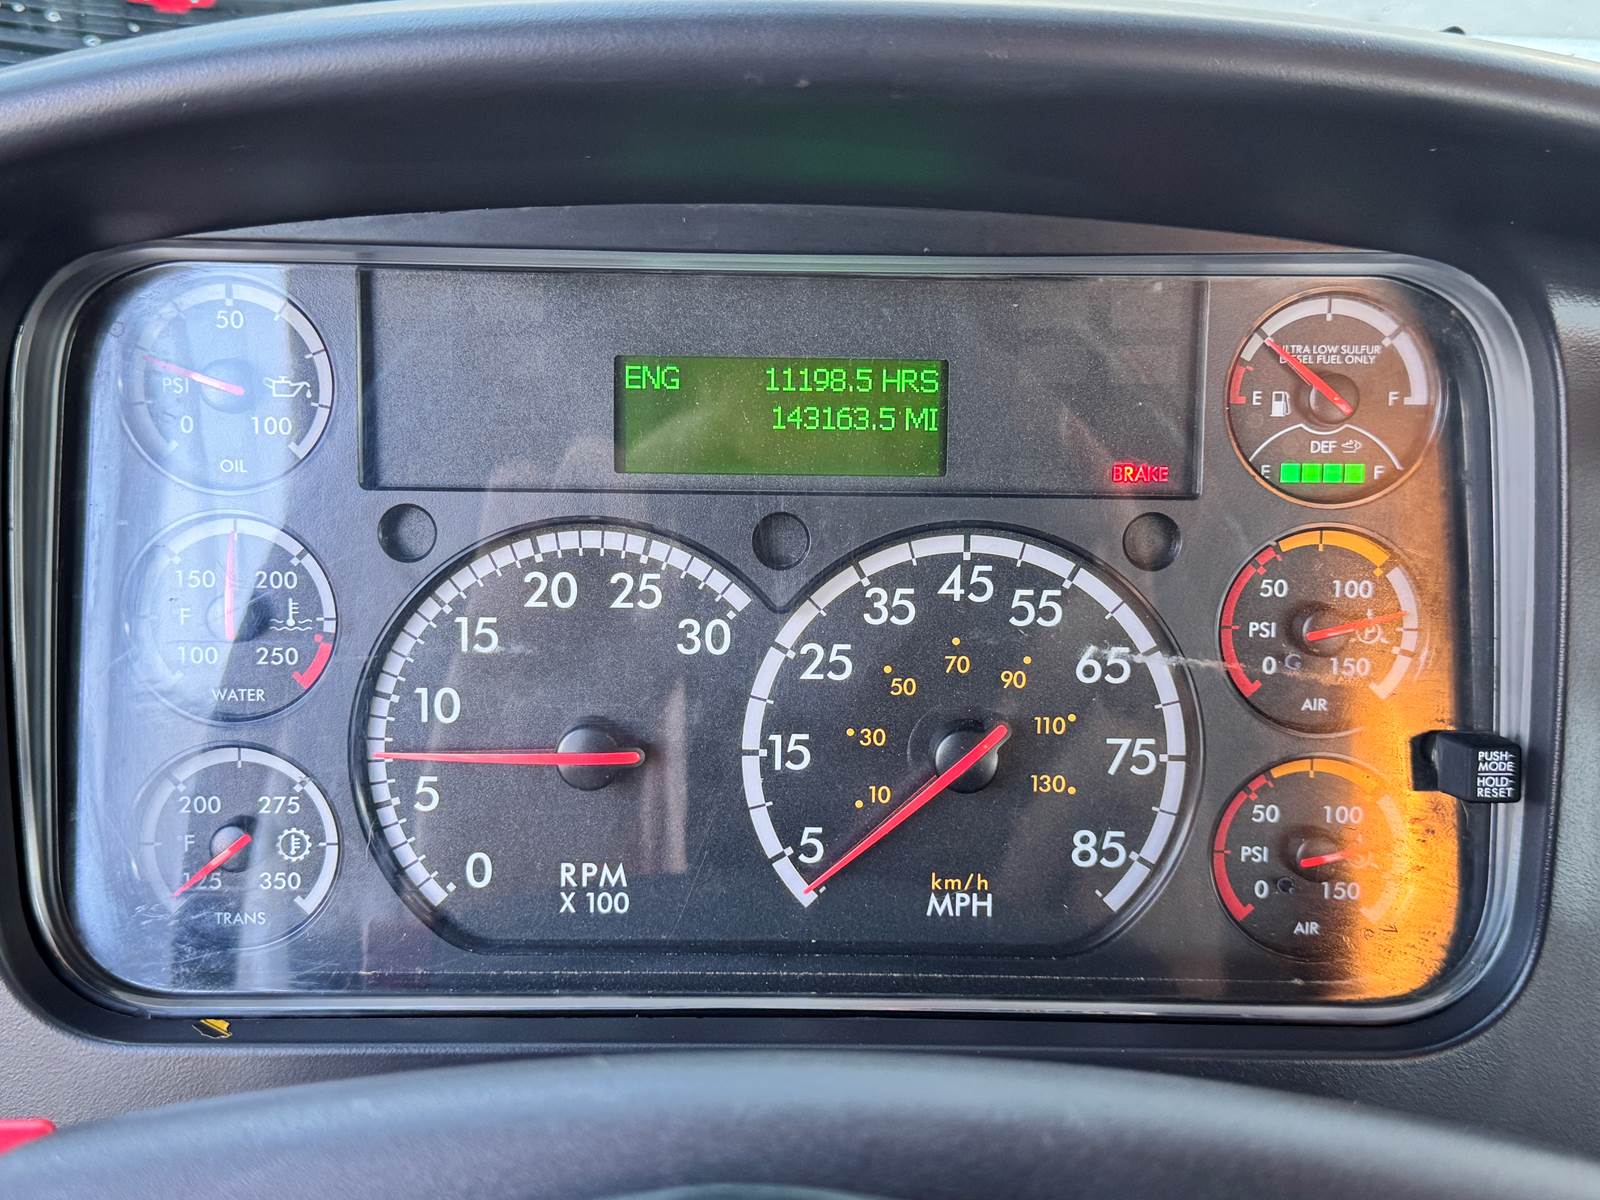 50
PSI
0 100
OIL
150 200
F
100 250
WATER
200 275
°F
125 350
TRANS
ENG 11198.5 HRS
143163.5 MI
BRAKE
0
5
10
15
20
25
30
RPM
X 100
5
15
25
35
45
55
65
75
85
10
30
50
70
90
110
130
km/h
MPH
ULTRA LOW SULFUR
DIESEL FUEL ONLY
E F
DEF
E F
50 100
PSI
0 150
AIR
50 100
PSI
0 150
AIR
PUSH-
MODE
HOLD-
RESET